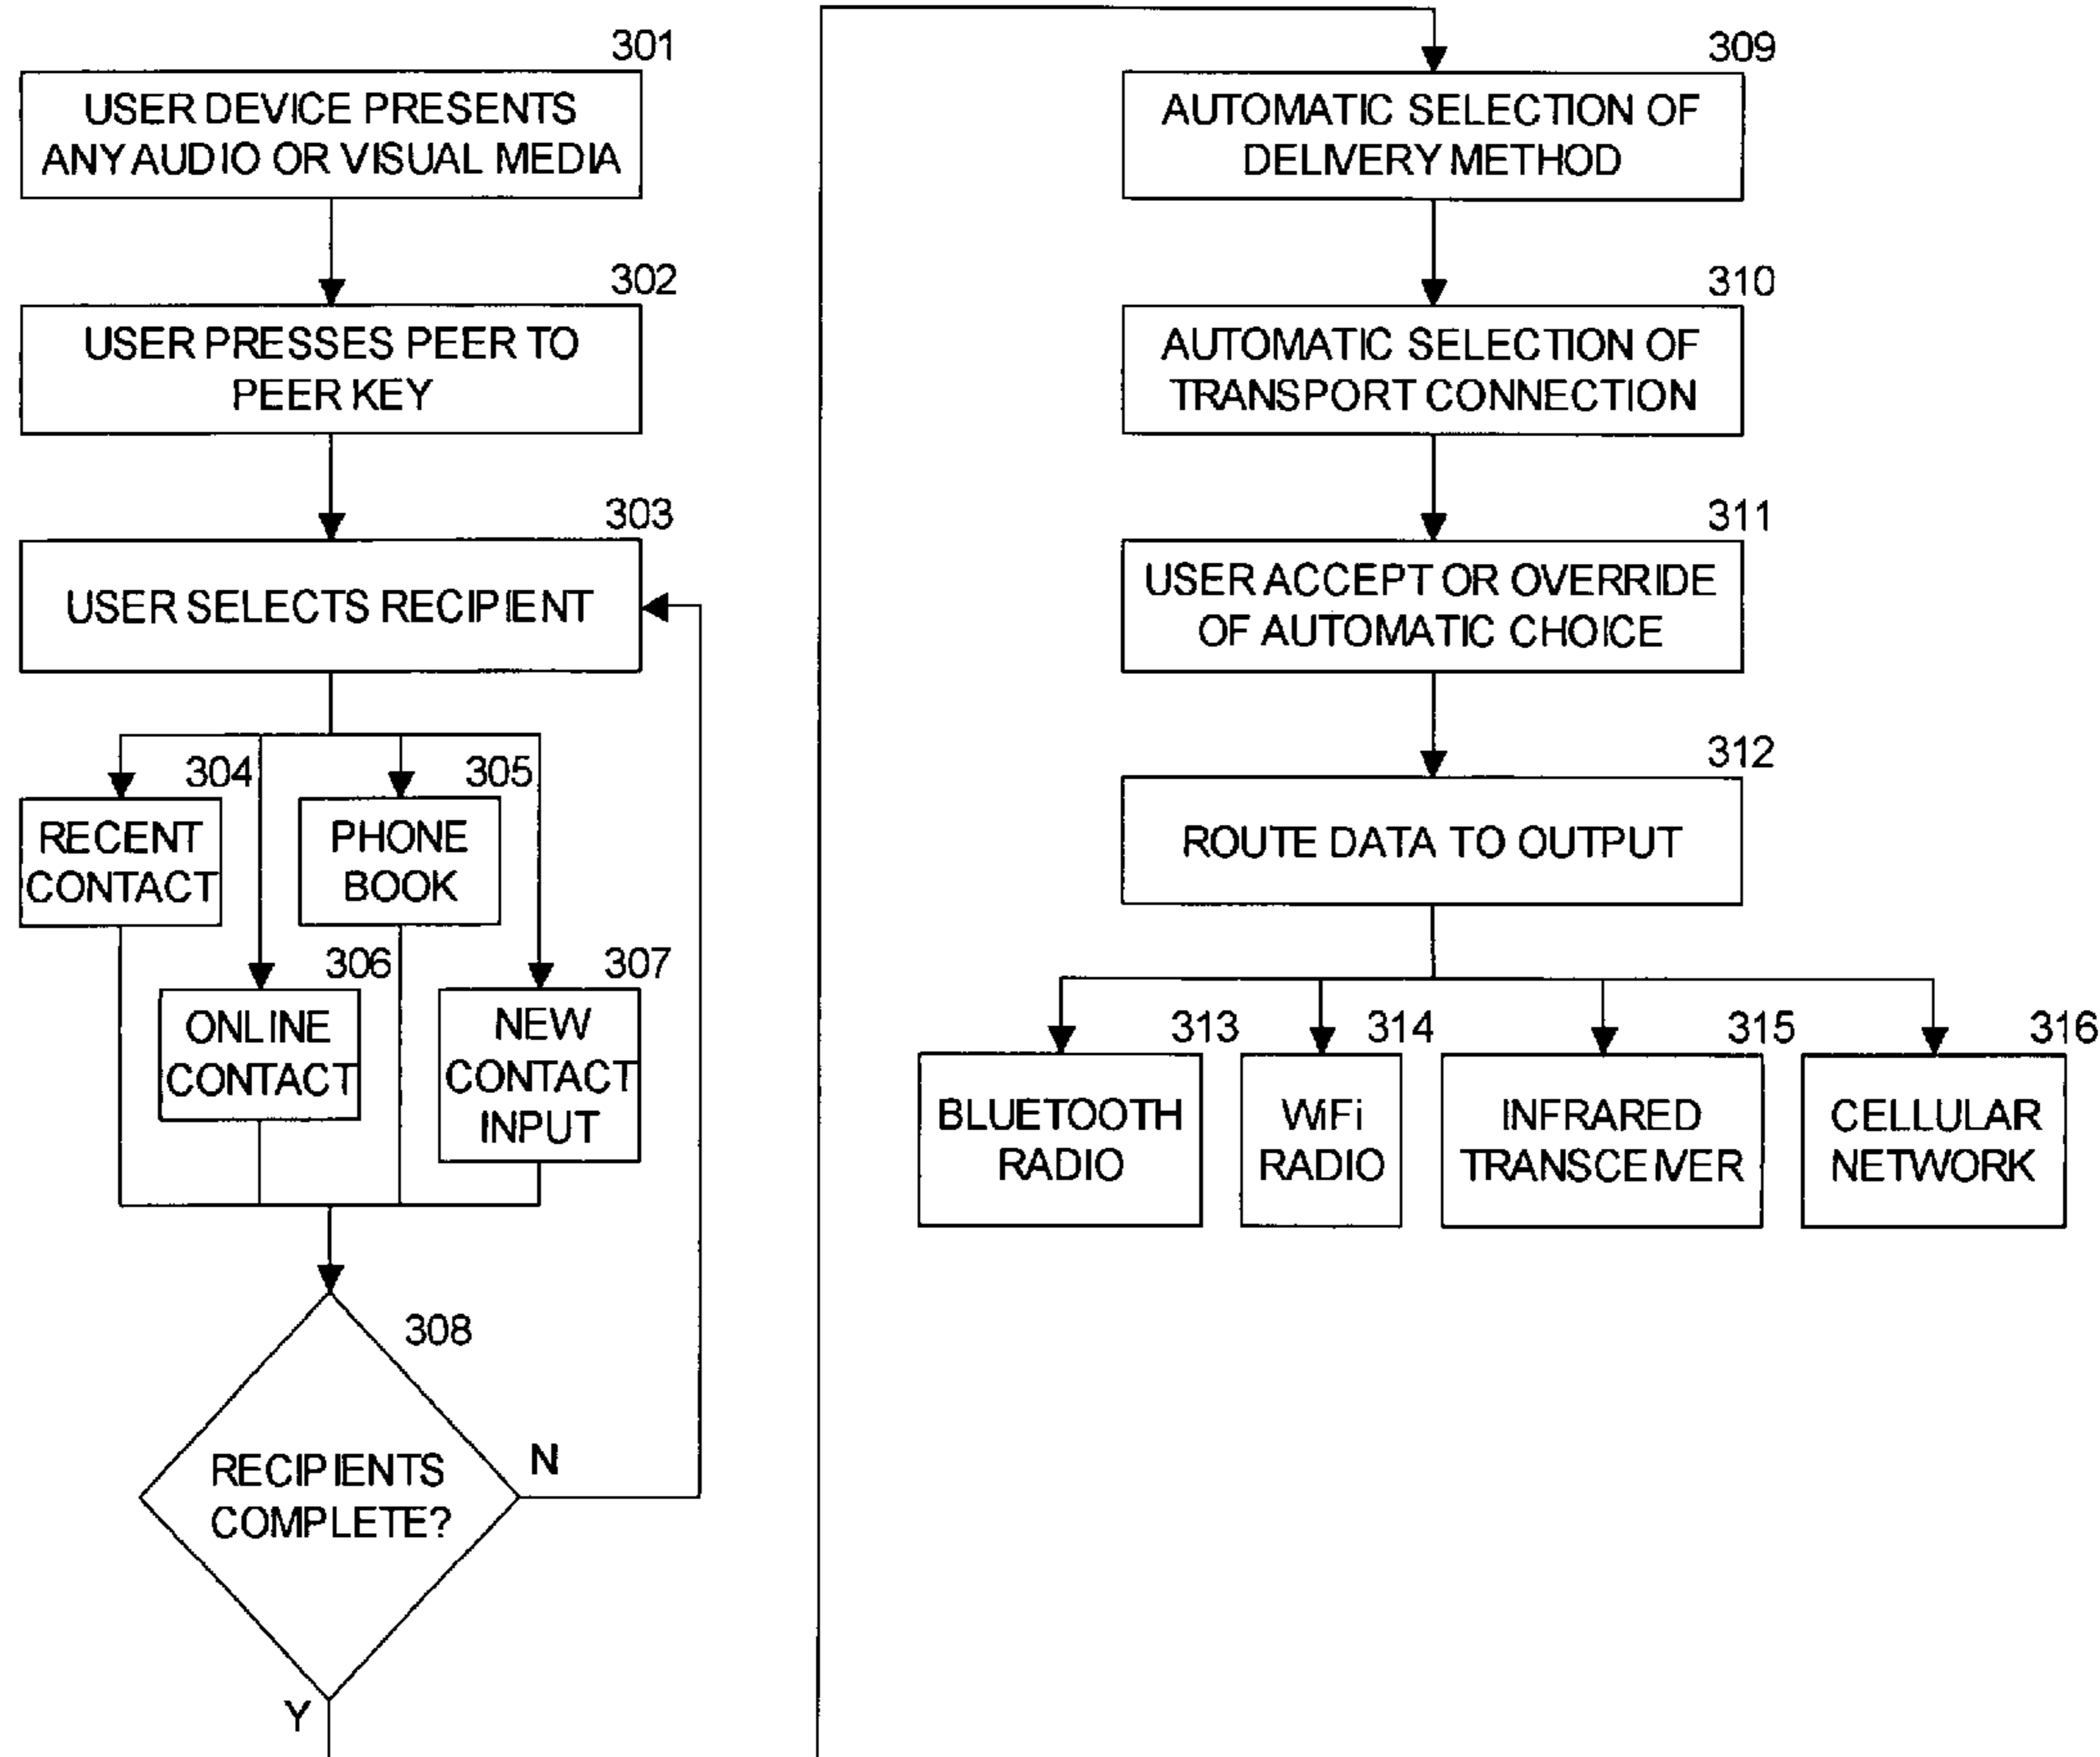 301
USER DEVICE PRESENTS
ANY AUDIO OR VISUAL MEDIA
302
USER PRESSES PEER TO
PEER KEY
303
USER SELECTS RECIPIENT
304
RECENT
CONTACT
305
PHONE
BOOK
306
ONLINE
CONTACT
307
NEW
CONTACT
INPUT
308
RECIPIENTS
COMPLETE?
N
Y
309
AUTOMATIC SELECTION OF
DELIVERY METHOD
310
AUTOMATIC SELECTION OF
TRANSPORT CONNECTION
311
USER ACCEPT OR OVERRIDE
OF AUTOMATIC CHOICE
312
ROUTE DATA TO OUTPUT
313
BLUETOOTH
RADIO
314
WiFi
RADIO
315
INFRARED
TRANSCEIVER
316
CELLULAR
NETWORK